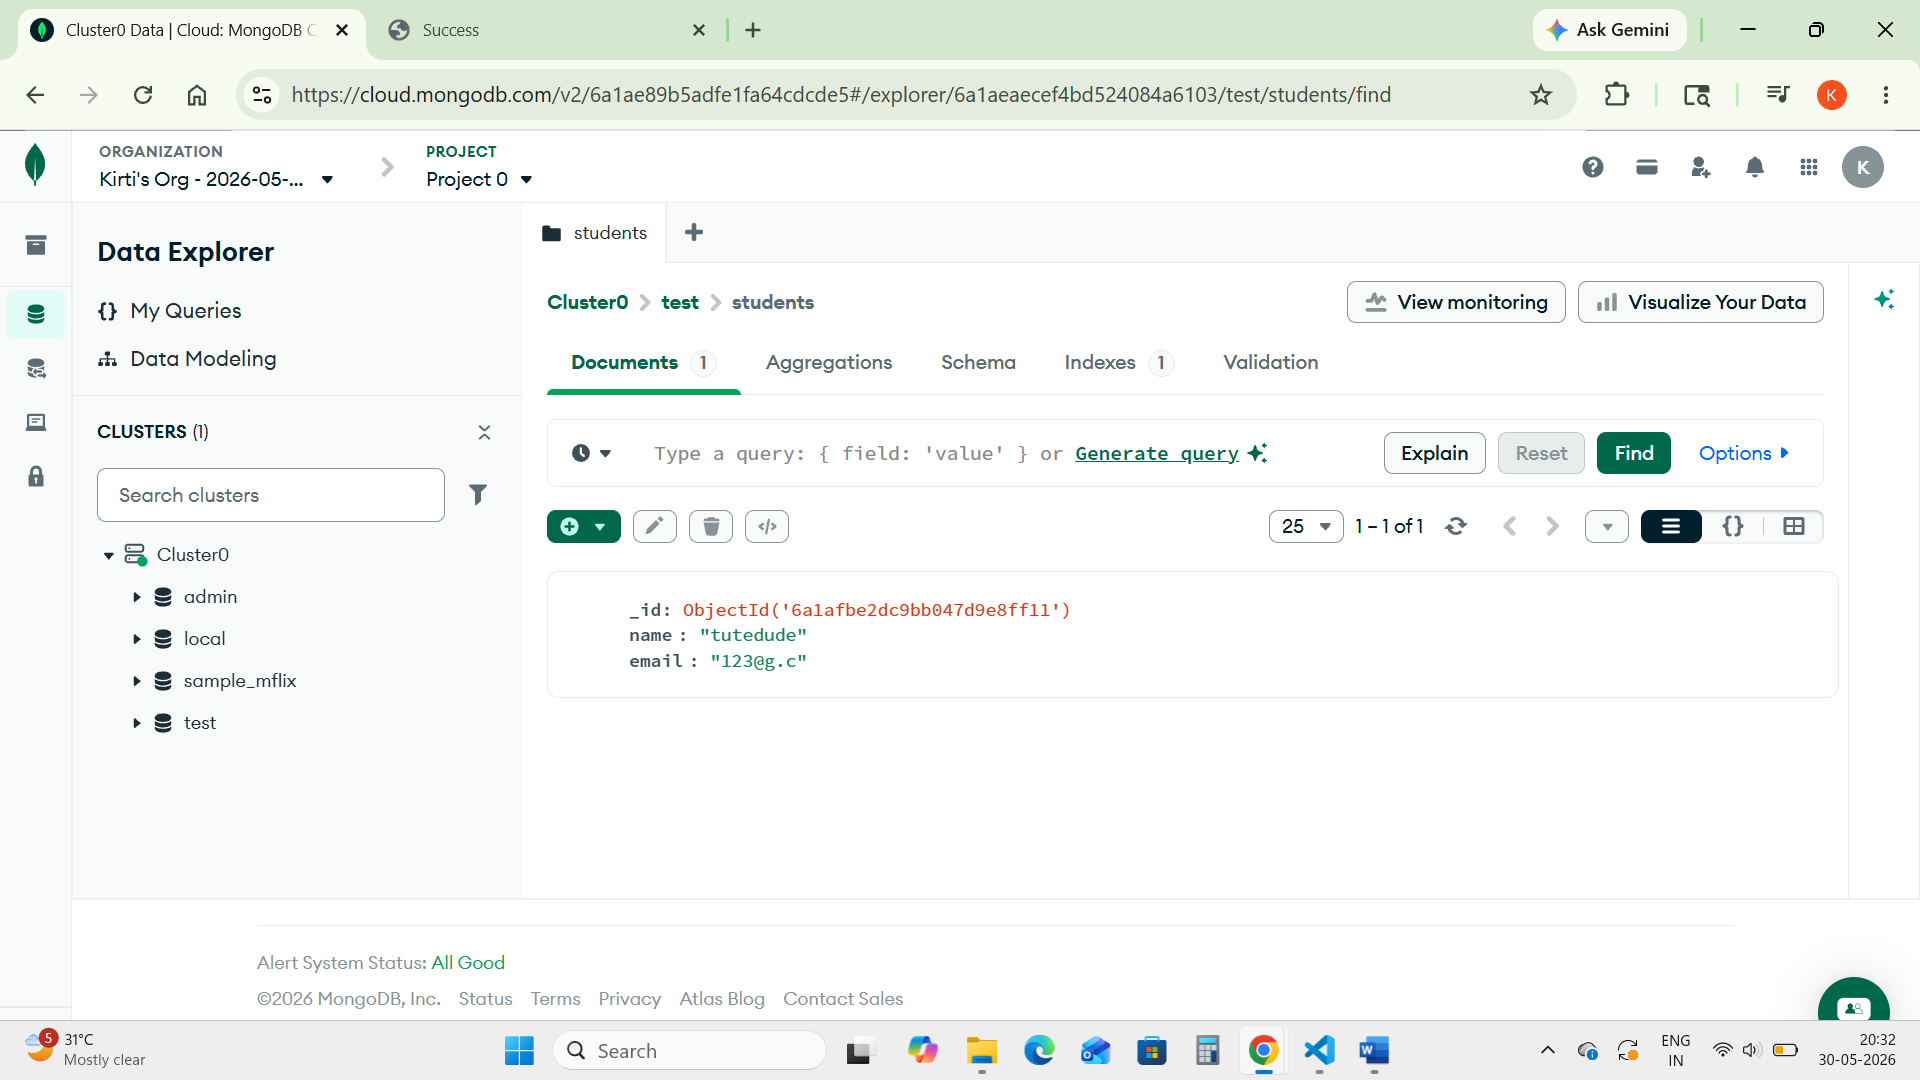 Cluster0 Data | Cloud: MongoDB C
Success
Ask Gemini
https://cloud.mongodb.com/v2/6a1ae89b5adfe1fa64cdcde5#/explorer/6a1aeaecef4bd524084a6103/test/students/find
K
ORGANIZATION
Kirti's Org - 2026-05-...
PROJECT
Project 0
K
Data Explorer
My Queries
Data Modeling
CLUSTERS (1)
Search clusters
Cluster0
admin
local
sample_mflix
test
students
Cluster0 > test > students
View monitoring
Visualize Your Data
Documents 1
Aggregations
Schema
Indexes 1
Validation
Type a query: { field: 'value' } or Generate query
Explain
Reset
Find
Options
25
1 – 1 of 1
_id: ObjectId('6a1afbe2dc9bb047d9e8ff11')
name : "tutedude"
email : "123@g.c"
Alert System Status: All Good
©2026 MongoDB, Inc. Status Terms Privacy Atlas Blog Contact Sales
5
31°C
Mostly clear
Search
ENG
IN
20:32
30-05-2026